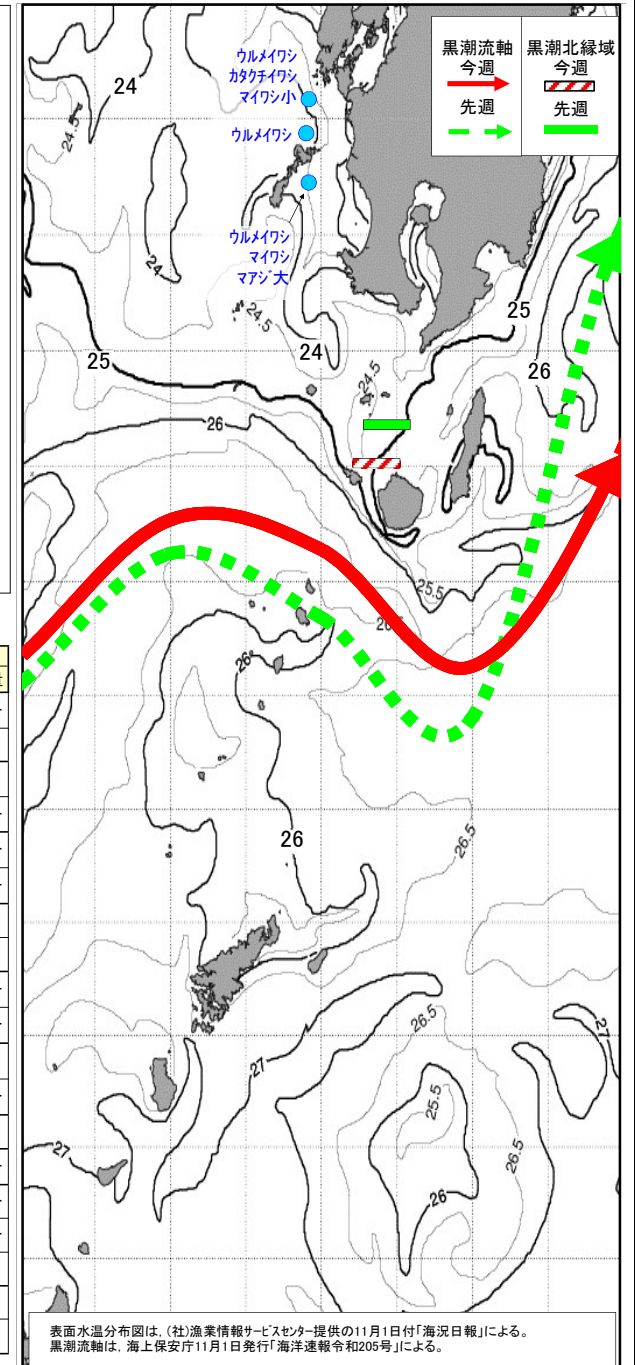 黒潮流軸
今週
先週
黒潮北縁域
今週
先週
ウルメイワシ
カタクチイワシ
マイワシ小
ウルメイワシ
ウルメイワシ
マイワシ
マアジ大
24
24.5
24
24.5
24
25
25
26
24.5
26
25.5
26
26
26.5
26.5
27
27
25.5
26.5
26
27
表面水温分布図は,(社)漁業情報サービスセンター提供の11月1日付「海況日報」による。
黒潮流軸は,海上保安庁11月1日発行「海洋速報令和205号」による。